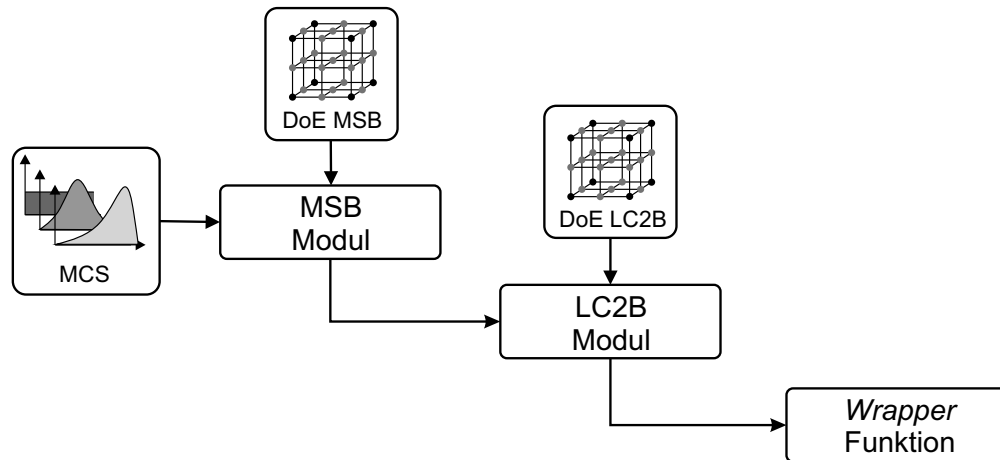 DoE MSB
MCS
MSB
Modul
DoE LC2B
LC2B
Modul
Wrapper
Funktion